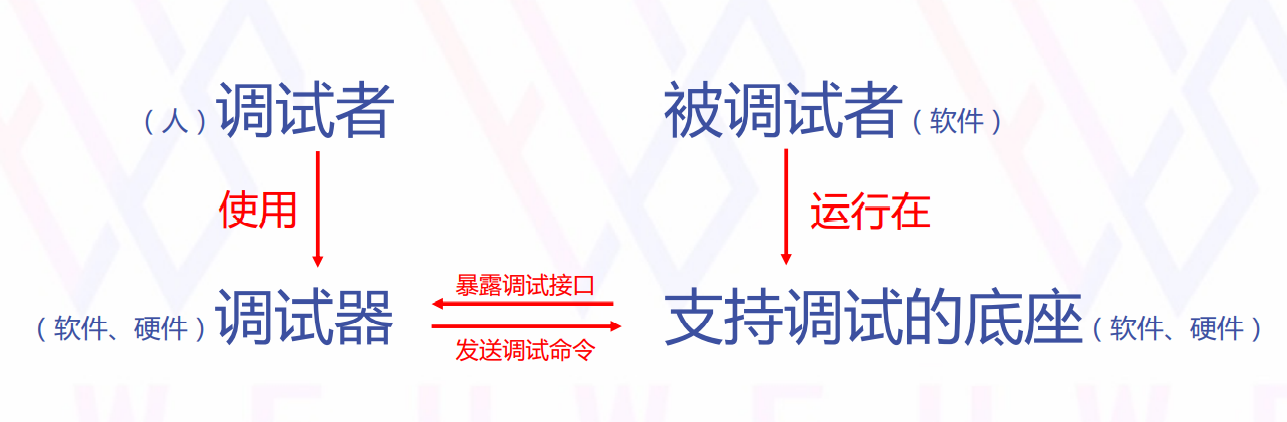 （人）调试者
被调试者（软件）
使用
运行在
暴露调试接口
（软件、硬件）调试器
支持调试的底座（软件、硬件）
发送调试命令